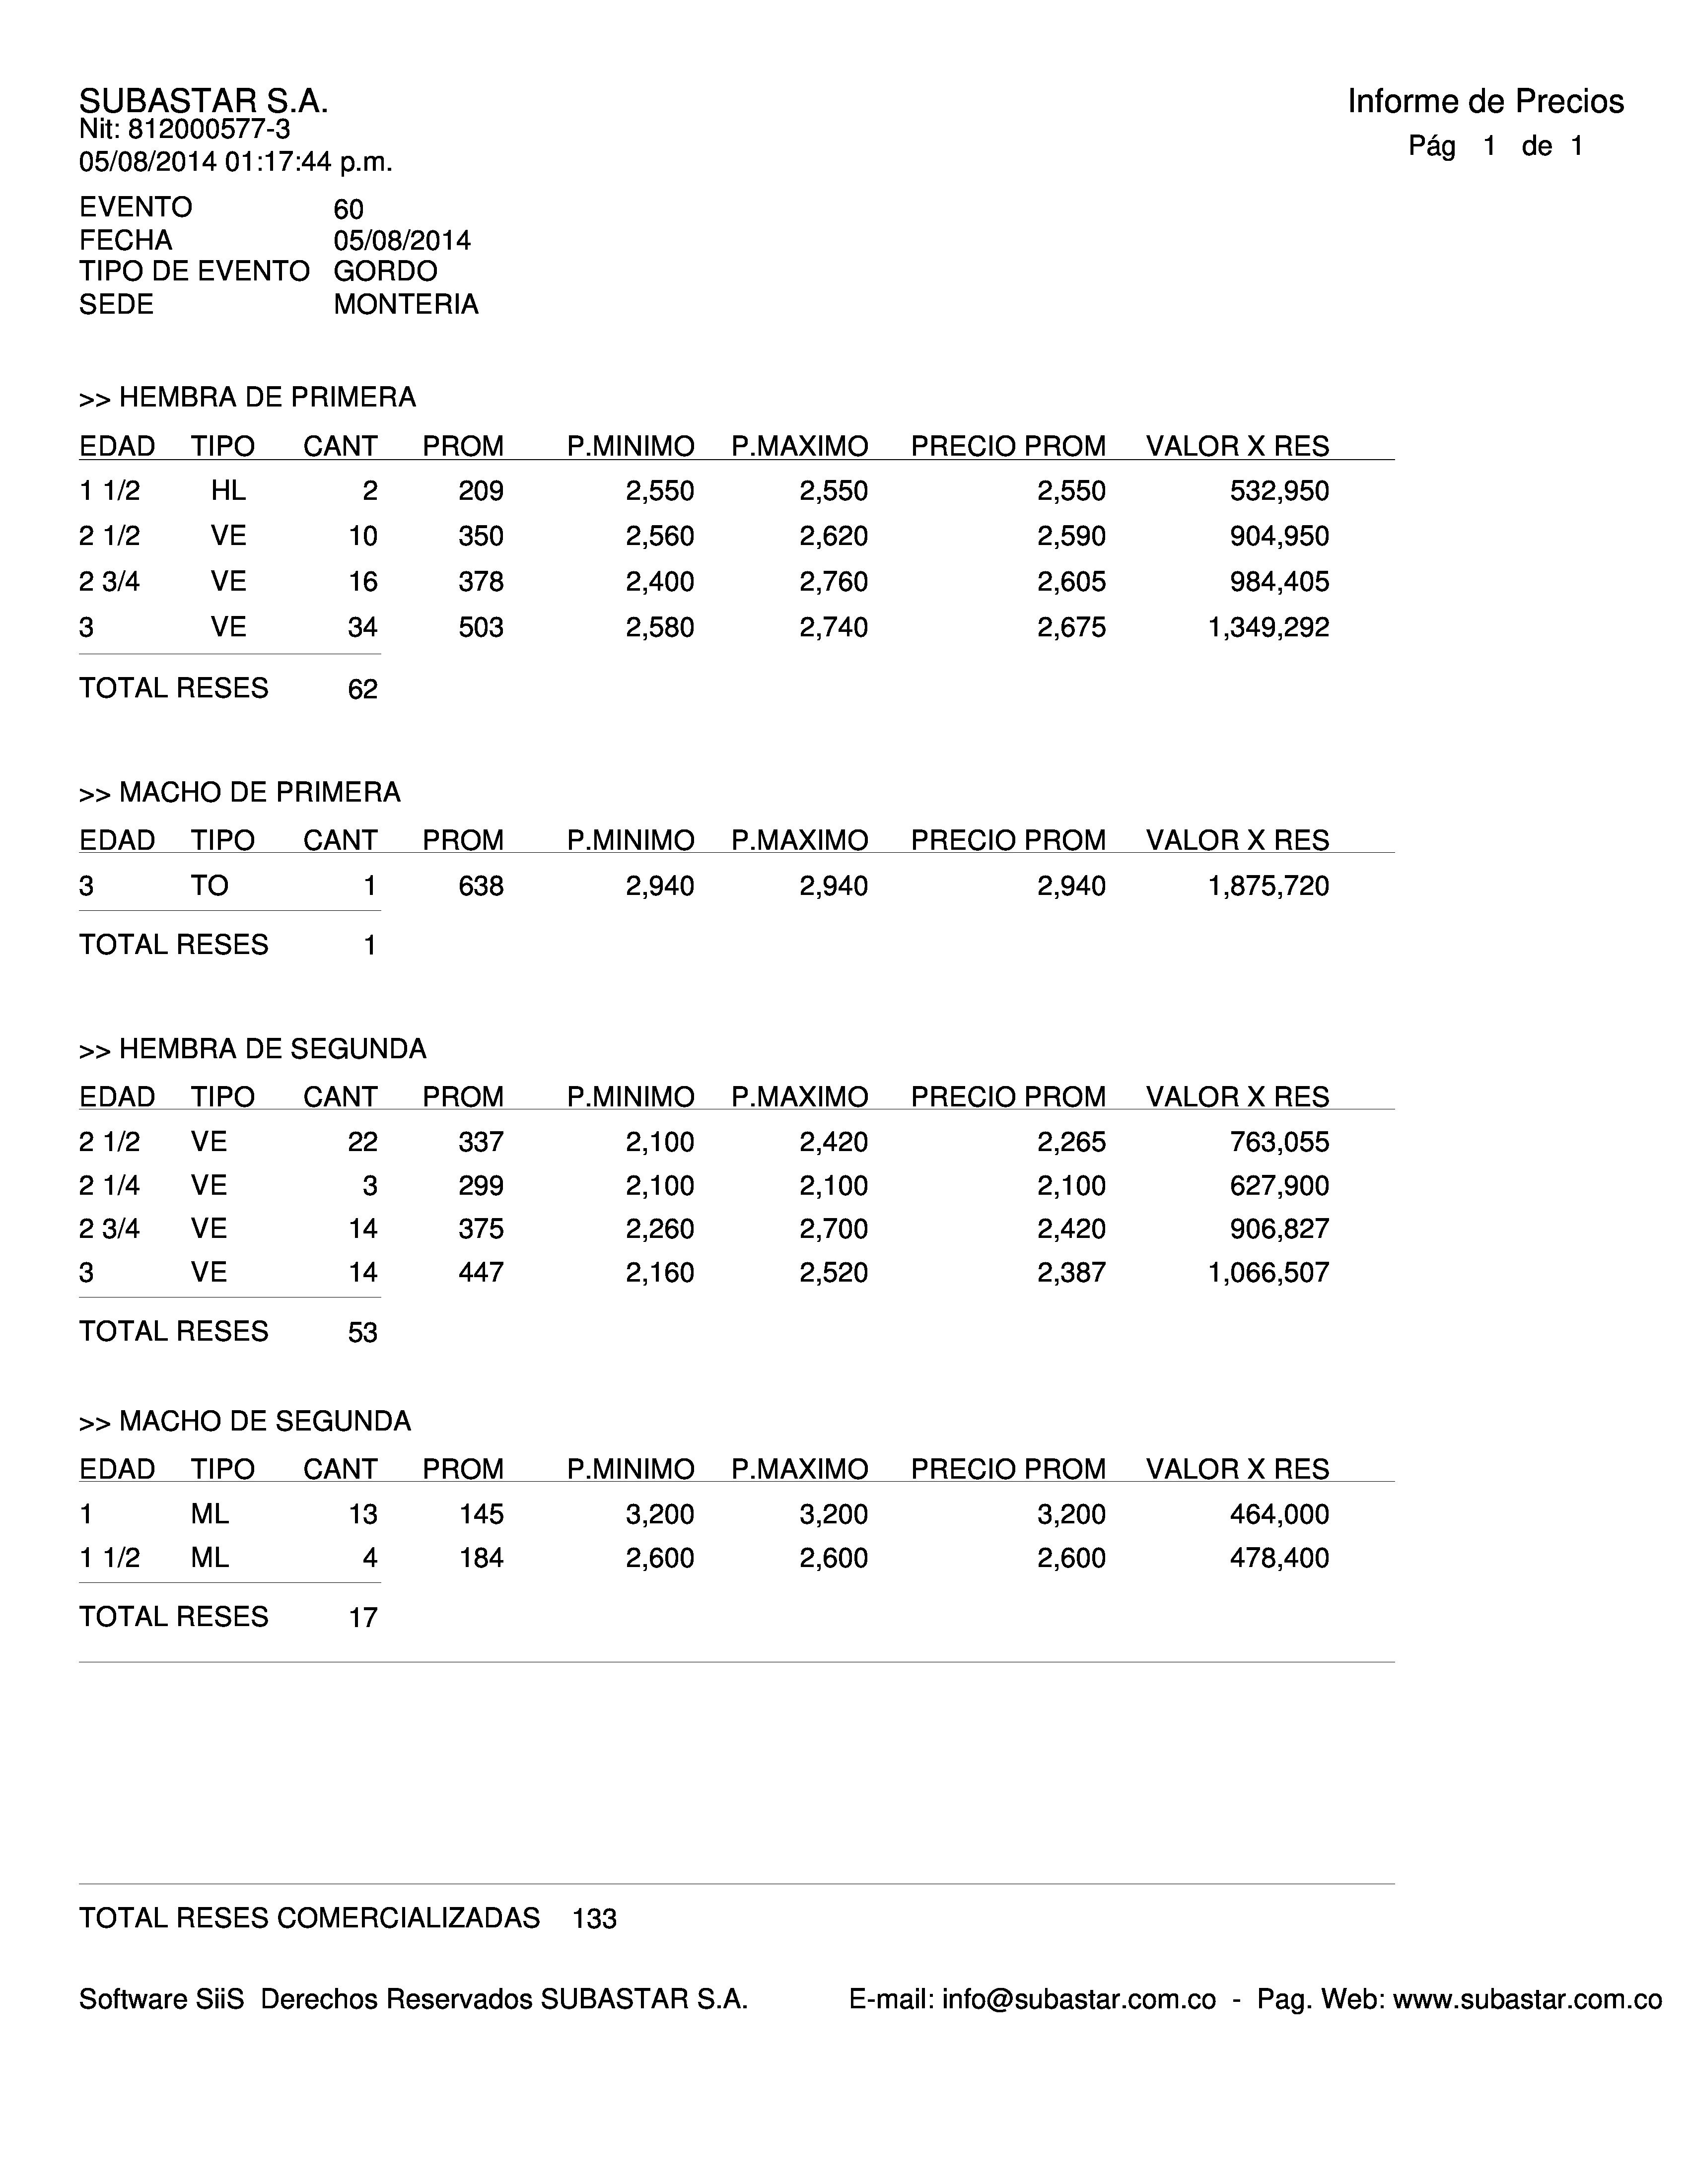 SUBASTAR S.A.
Informe de Precios
Nit: 812000577-3
Pág 1 de 1
05/08/2014 01:17:44 p.m.
EVENTO 60
FECHA 05/08/2014
TIPO DE EVENTO GORDO
SEDE MONTERIA
>> HEMBRA DE PRIMERA
EDAD TIPO CANT PROM P.MINIMO P.MAXIMO PRECIO PROM VALOR X RES
1 1/2 HL 2 209 2,550 2,550 2,550 532,950
2 1/2 VE 10 350 2,560 2,620 2,590 904,950
2 3/4 VE 16 378 2,400 2,760 2,605 984,405
3 VE 34 503 2,580 2,740 2,675 1,349,292
TOTAL RESES 62
>> MACHO DE PRIMERA
EDAD TIPO CANT PROM P.MINIMO P.MAXIMO PRECIO PROM VALOR X RES
3 TO 1 638 2,940 2,940 2,940 1,875,720
TOTAL RESES 1
>> HEMBRA DE SEGUNDA
EDAD TIPO CANT PROM P.MINIMO P.MAXIMO PRECIO PROM VALOR X RES
2 1/2 VE 22 337 2,100 2,420 2,265 763,055
2 1/4 VE 3 299 2,100 2,100 2,100 627,900
2 3/4 VE 14 375 2,260 2,700 2,420 906,827
3 VE 14 447 2,160 2,520 2,387 1,066,507
TOTAL RESES 53
>> MACHO DE SEGUNDA
EDAD TIPO CANT PROM P.MINIMO P.MAXIMO PRECIO PROM VALOR X RES
1 ML 13 145 3,200 3,200 3,200 464,000
1 1/2 ML 4 184 2,600 2,600 2,600 478,400
TOTAL RESES 17
TOTAL RESES COMERCIALIZADAS 133
Software SiiS Derechos Reservados SUBASTAR S.A. E-mail: info@subastar.com.co - Pag. Web: www.subastar.com.co